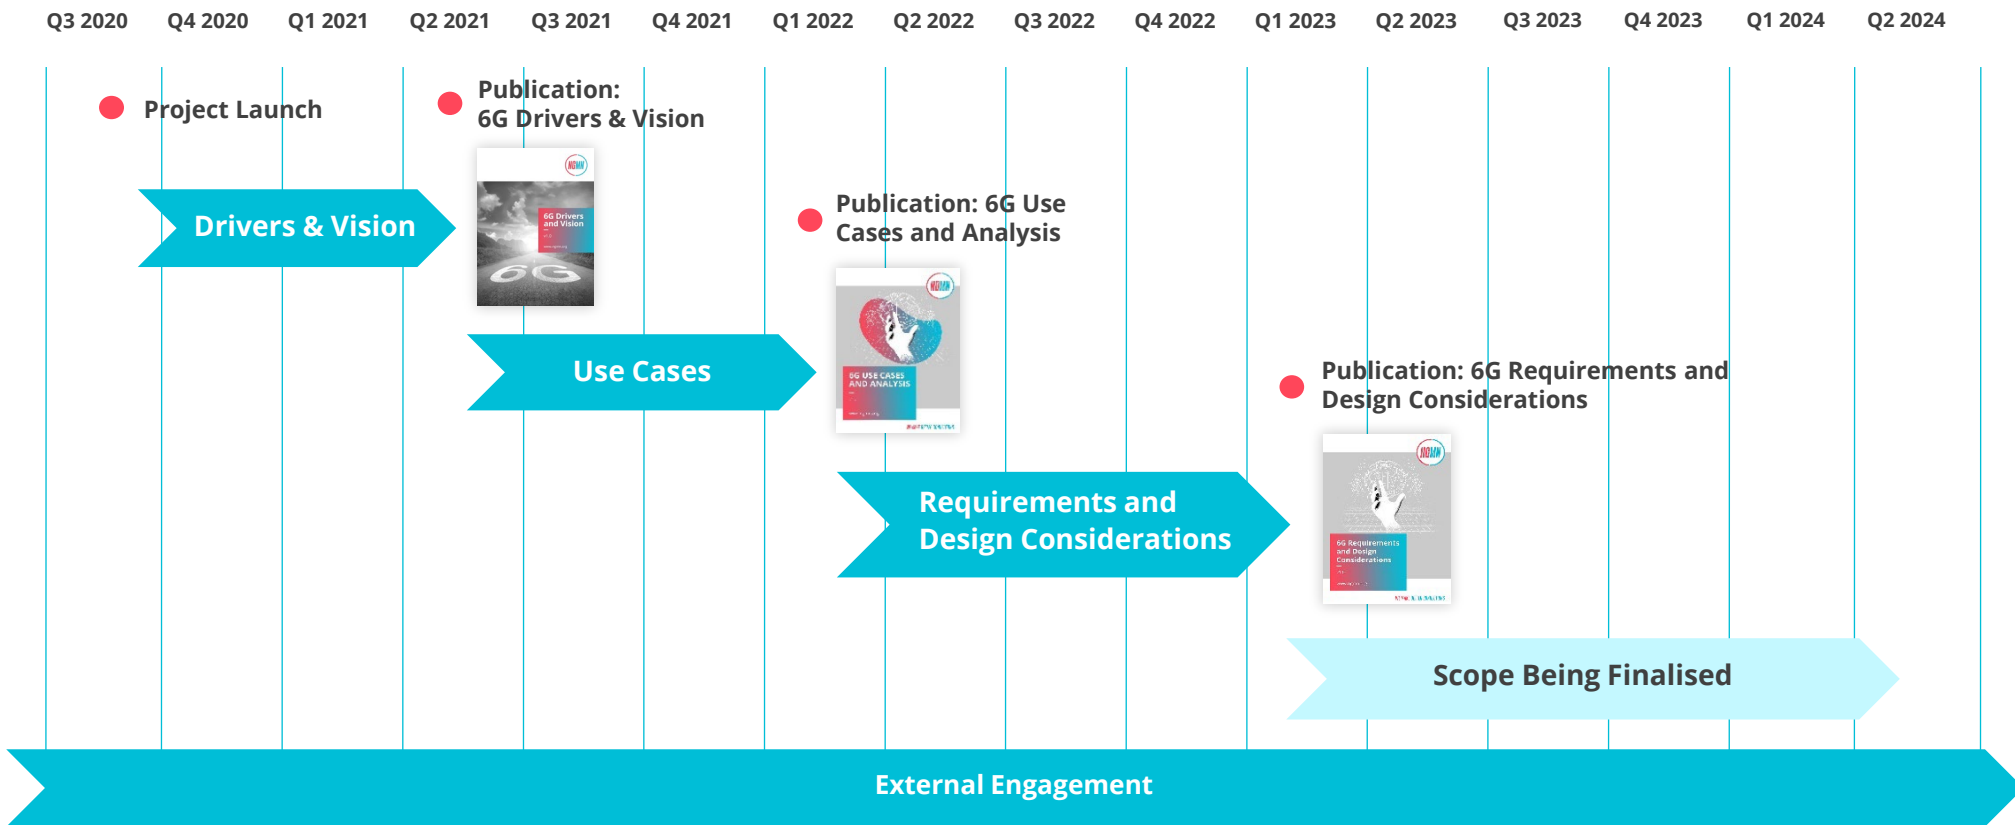 Q3 2020 Q4 2020 Q1 2021 Q2 2021 Q3 2021 Q4 2021 Q1 2022 Q2 2022 Q3 2022 Q4 2022 Q1 2023 Q2 2023 Q3 2023 Q4 2023 Q1 2024 Q2 2024
Project Launch
Publication:
6G Drivers & Vision
NGMN
6G Drivers
and Vision
6G
Drivers & Vision
Publication: 6G Use
Cases and Analysis
NGMN
6G USE CASES
AND ANALYSIS
Use Cases
Publication: 6G Requirements and
Design Considerations
NGMN
6G Requirements
and Design
Considerations
Requirements and
Design Considerations
Scope Being Finalised
External Engagement